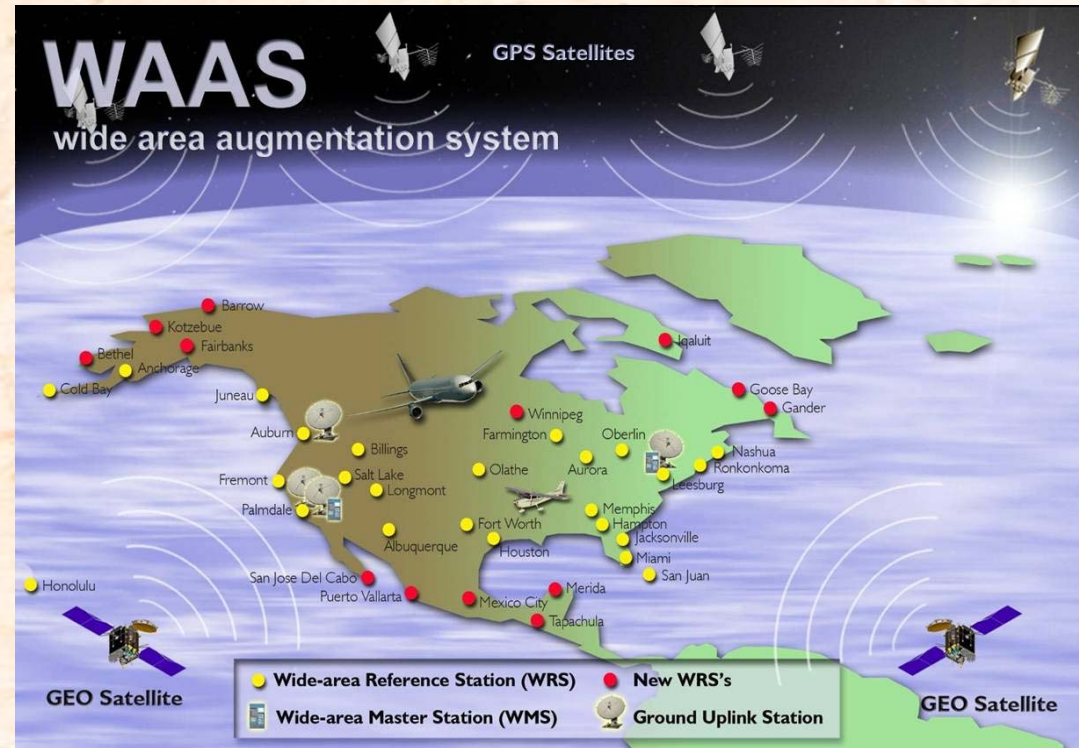 WAAS
GPS Satellites
wide area augmentation system
Barrow
Kotzebue
Fairbanks
Iqaluit
Bethel
Anchorage
Cold Bay
Goose Bay
Juneau
Gander
Winnipeg
Auburn
Farmington
Oberlin
Billings
Nashua
Aurora
Ronkonkoma
Olathe
Salt Lake
Fremont
Leesburg
Longmont
Palmdale
Memphis
Fort Worth
Hampton
Albuquerque
Houston
Jacksonville
Miami
San Jose Del Cabo
San Juan
Honolulu
Puerto Vallarta
Merida
Mexico City
Tapachula
Wide-area Reference Station (WRS)
New WRS's
GEO Satellite
GEO Satellite
Wide-area Master Station (WMS)
Ground Uplink Station